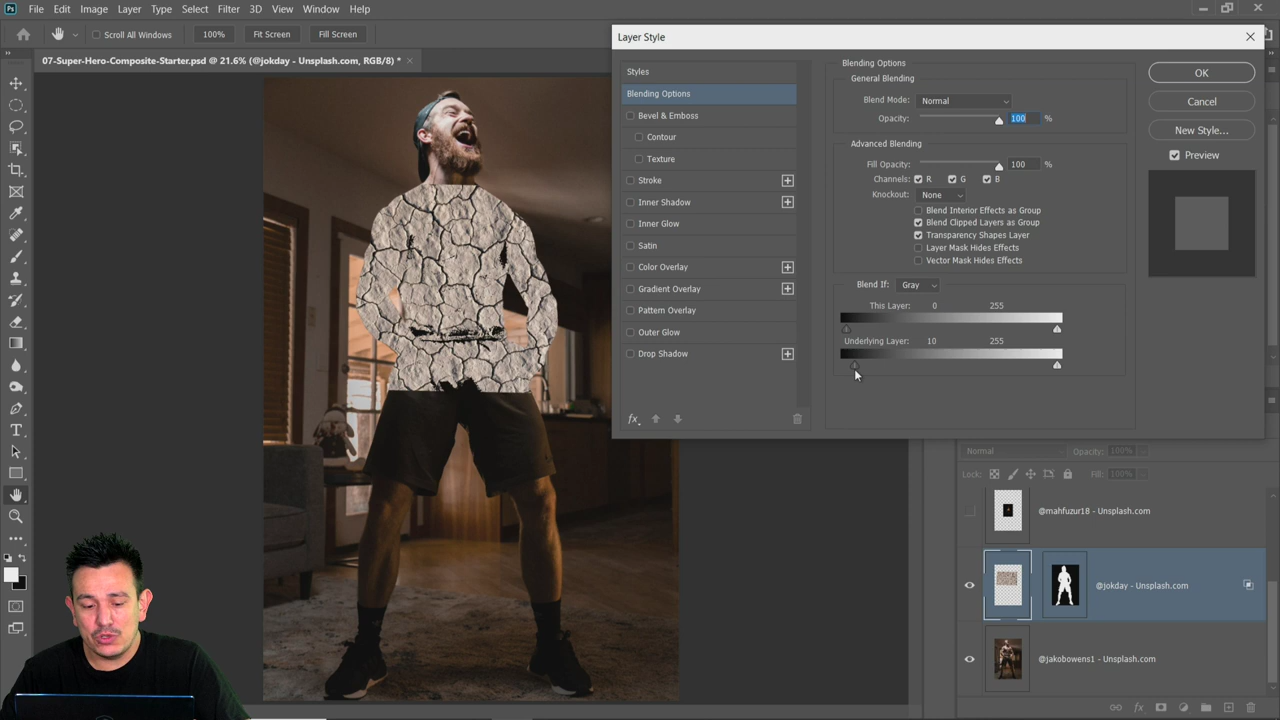 Ps File Edit Image Layer Type Select Filter 3D View Window Help
Scroll All Windows 100% Fit Screen Fill Screen
07-Super-Hero-Composite-Starter.psd @ 21.6% (@jokday - Unsplash.com, RGB/8) *
Layer Style
Styles
Blending Options
Bevel & Emboss
Contour
Texture
Stroke
Inner Shadow
Inner Glow
Satin
Color Overlay
Gradient Overlay
Pattern Overlay
Outer Glow
Drop Shadow
fx
Blending Options
General Blending
Blend Mode: Normal
Opacity: 100 %
Advanced Blending
Fill Opacity: 100 %
Channels: R G B
Knockout: None
Blend Interior Effects as Group
Blend Clipped Layers as Group
Transparency Shapes Layer
Layer Mask Hides Effects
Vector Mask Hides Effects
Blend If: Gray
This Layer: 0 255
Underlying Layer: 10 255
OK
Cancel
New Style...
Preview
Normal Opacity: 100%
Lock: Fill: 100%
@mahfuzur18 - Unsplash.com
@jokday - Unsplash.com
@jakobowens1 - Unsplash.com
fx